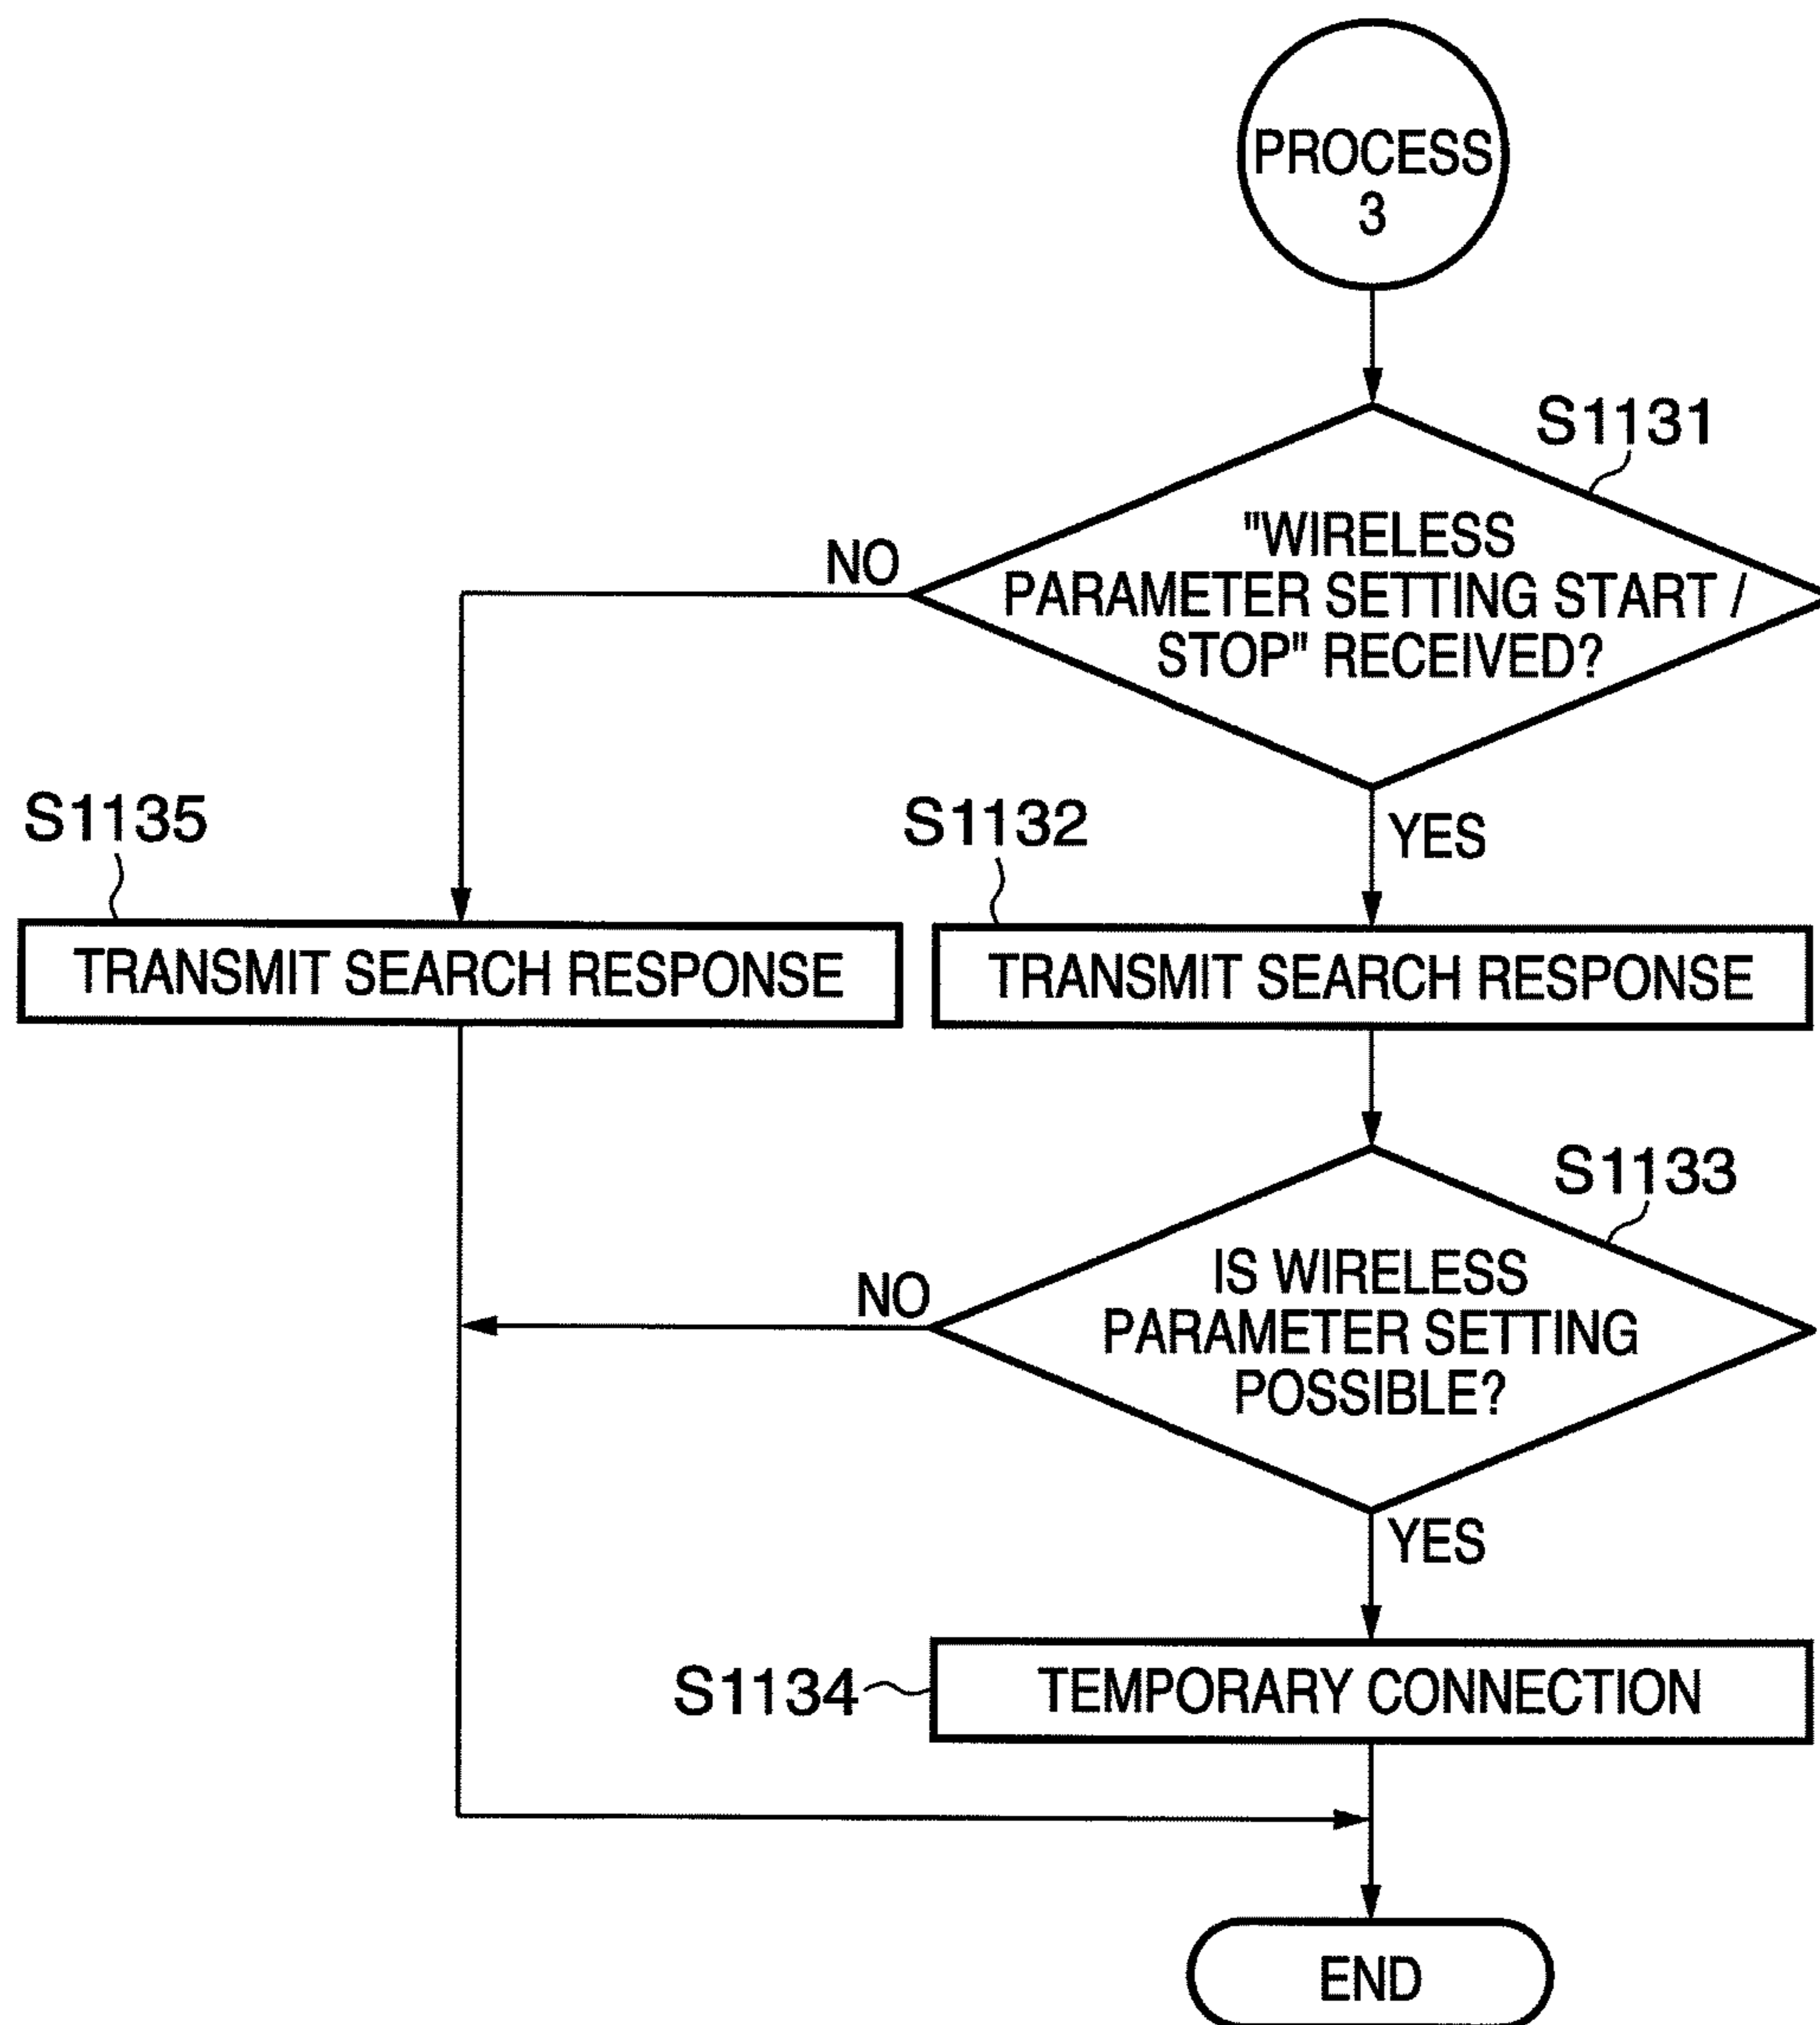 PROCESS
3
S1131
"WIRELESS
PARAMETER SETTING START /
STOP" RECEIVED?
NO
YES
S1135
S1132
TRANSMIT SEARCH RESPONSE
TRANSMIT SEARCH RESPONSE
S1133
IS WIRELESS
PARAMETER SETTING
POSSIBLE?
NO
YES
S1134
TEMPORARY CONNECTION
END